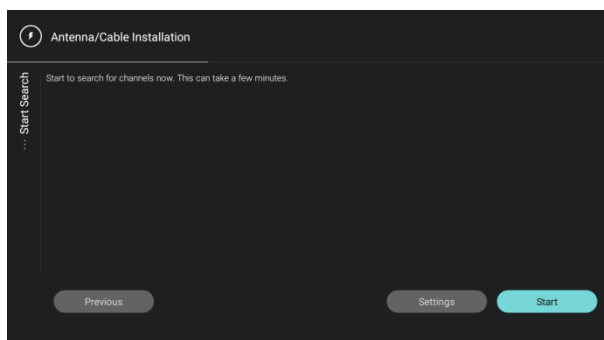 Antenna/Cable Installation
Start Search
Start to search for channels now. This can take a few minutes.
Previous
Settings
Start